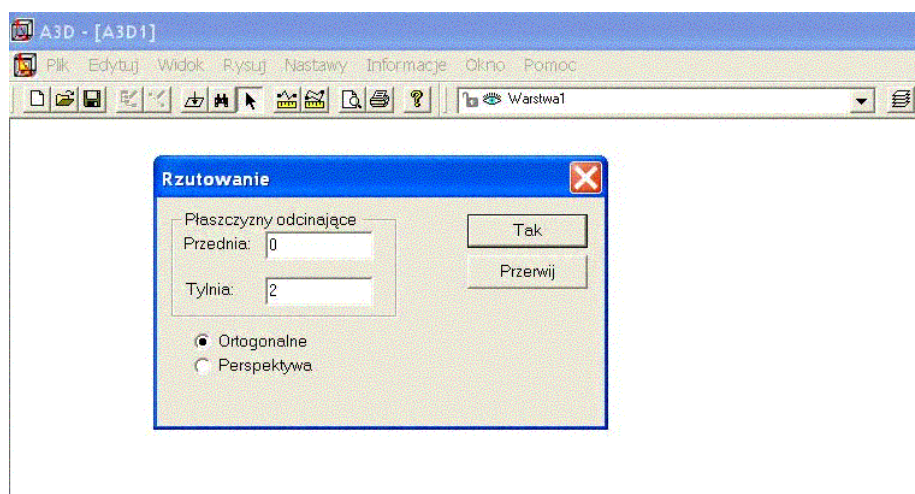 A3D - [A3D1]
Plik Edytuj Widok Rysuj Nastawy Informacje Okno Pomoc
Warstwa1
Rzutowanie
Płaszczyzny odcinające
Przednia: 0
Tylnia: 2
Tak
Przerwij
Ortogonalne
Perspektywa